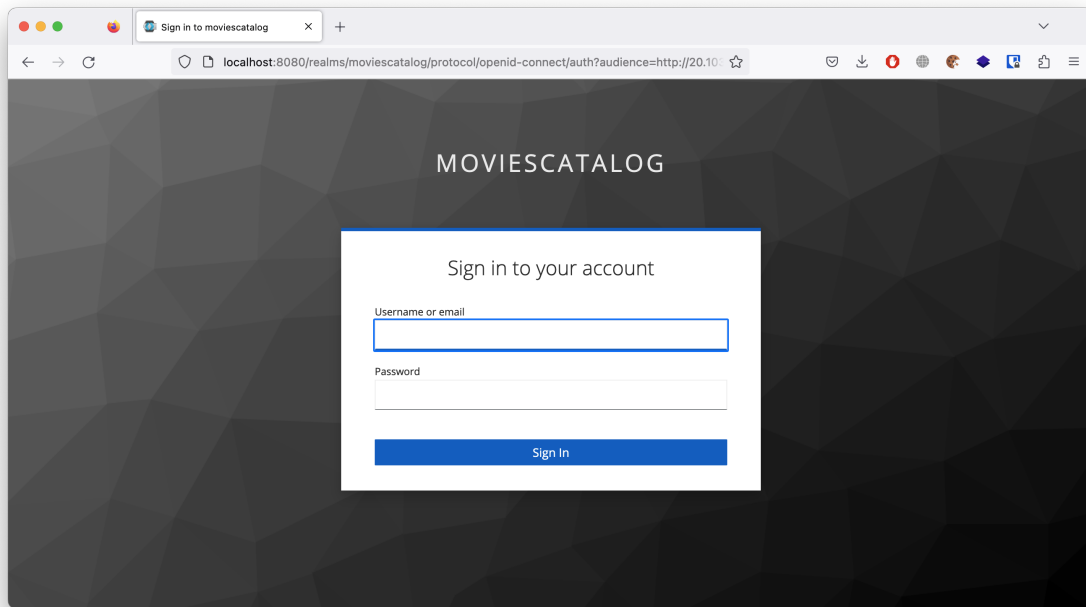 Sign in to moviescatalog
localhost:8080/realms/moviescatalog/protocol/openid-connect/auth?audience=http://20.103
MOVIESCATALOG
Sign in to your account
Username or email
Password
Sign In